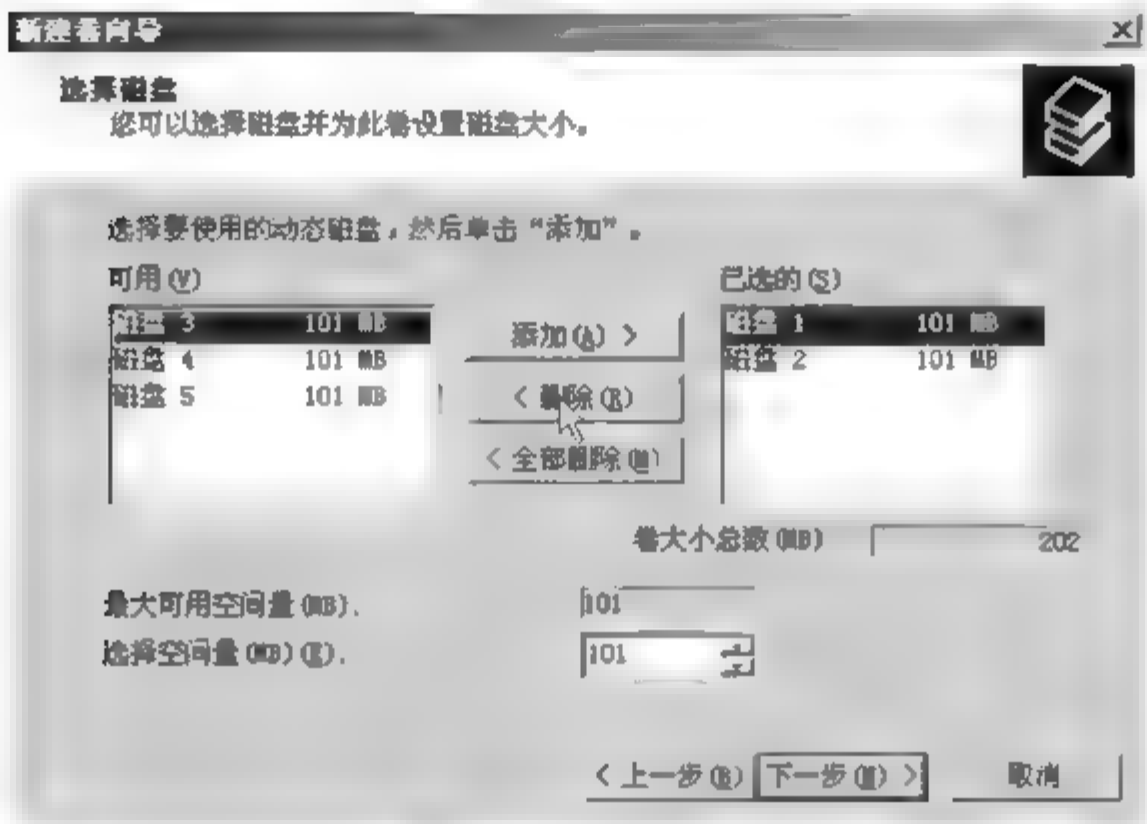 新建卷向导
选择磁盘
您可以选择磁盘并为此卷设置磁盘大小。
选择要使用的动态磁盘，然后单击“添加”。
可用(V)
已选的(S)
磁盘 3 101 MB
磁盘 4 101 MB
磁盘 5 101 MB
添加(A) >
< 删除(R)
< 全部删除(M)
磁盘 1 101 MB
磁盘 2 101 MB
卷大小总数(MB) 202
最大可用空间量(MB). 101
选择空间量(MB)(E). 101
< 上一步(B)
下一步(N) >
取消